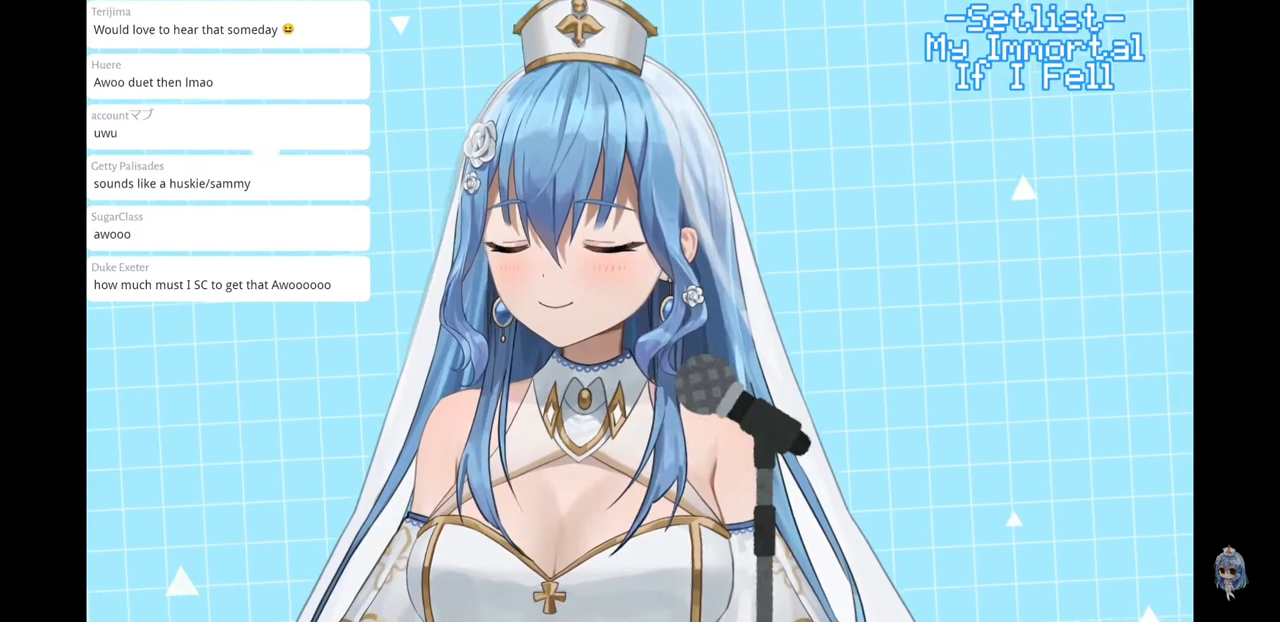 Terijima
Would love to hear that someday 😆
Huere
Awoo duet then lmao
accountマプ
uwu
Getty Palisades
sounds like a huskie/sammy
SugarClass
awooo
Duke Exeter
how much must I SC to get that Awoooooo
-Setlist-
My Immortal
If I Fell